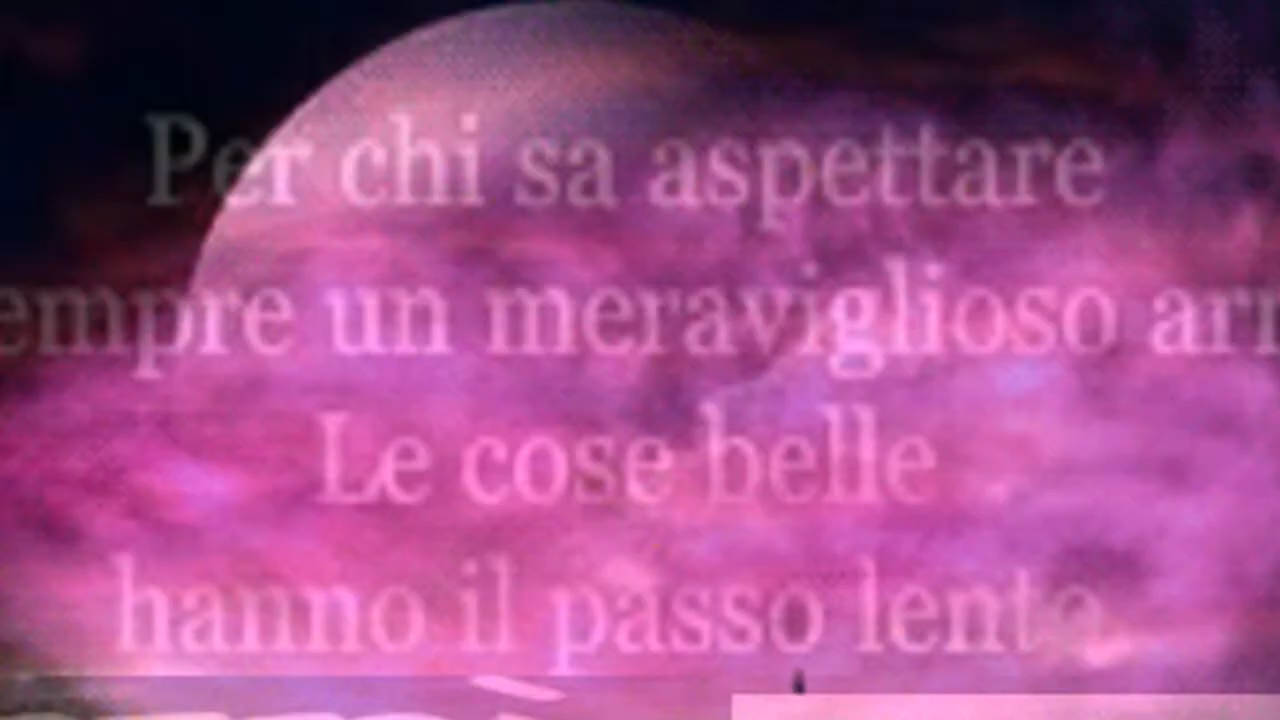 Per chi sa aspettare
empre un meraviglioso arr
Le cose belle
hanno il passo lento